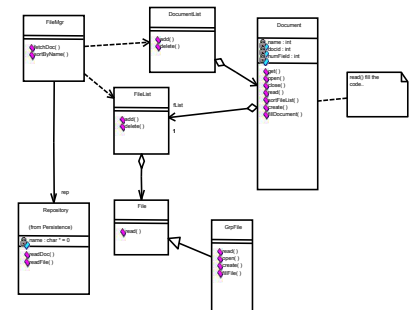 FileMgr
fetchDoc( )
sortByName( )
DocumentList
add( )
delete( )
Document
name : int
docid : int
numField : int
get( )
open( )
close( )
read( )
sortFileList( )
create( )
fillDocument( )
read() fill the
code..
FileList
add( )
delete( )
fList
1
rep
Repository
(from Persistence)
name : char * = 0
readDoc( )
readFile( )
File
read( )
GrpFile
read( )
open( )
create( )
fillFile( )